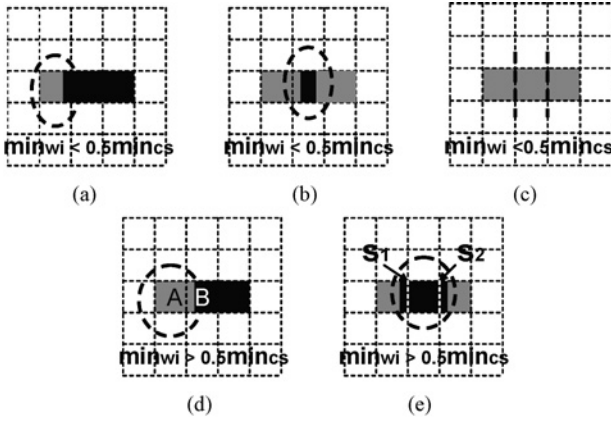 minwi < 0.5mincs
minwi < 0.5mincs
minwi <0.5mincs
(a)
(b)
(c)
A B
S1 S2
minwi > 0.5mincs
minwi > 0.5mincs
(d)
(e)